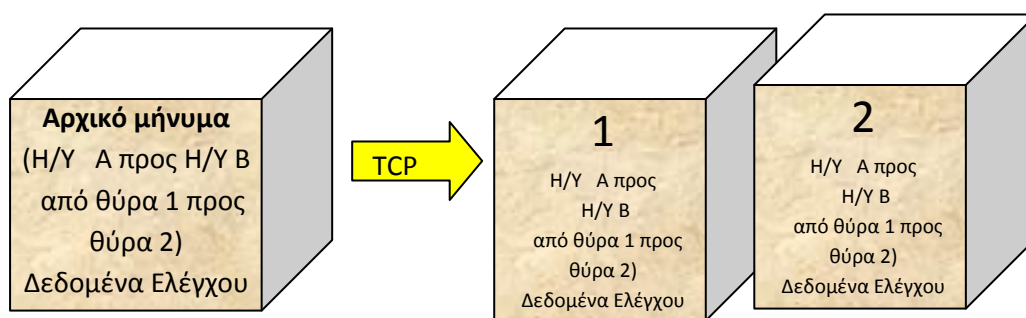 Αρχικό μήνυμα
(Η/Υ Α προς Η/Υ Β
από θύρα 1 προς
θύρα 2)
Δεδομένα Ελέγχου
TCP
1
Η/Υ Α προς
Η/Υ Β
από θύρα 1 προς
θύρα 2)
Δεδομένα Ελέγχου
2
Η/Υ Α προς
Η/Υ Β
από θύρα 1 προς
θύρα 2)
Δεδομένα Ελέγχου